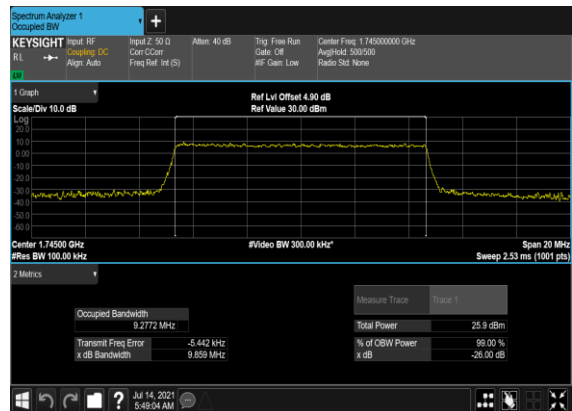 Spectrum Analyzer 1
Occupied BW
KEYSIGHT
RL
LW
Input: RF
Coupling: DC
Align: Auto
Input Z: 50 Ω
Corr CCorr
Freq Ref: Int (S)
Atten: 40 dB
Trig: Free Run
Gate: Off
#IF Gain: Low
Center Freq: 1.745000000 GHz
Avg|Hold: 500/500
Radio Std: None
1 Graph
Scale/Div 10.0 dB
Ref Lvl Offset 4.90 dB
Ref Value 30.00 dBm
Log
20.0
10.0
0.00
-10.0
-20.0
-30.0
-40.0
-50.0
-60.0
Center 1.74500 GHz
#Res BW 100.00 kHz
#Video BW 300.00 kHz*
Span 20 MHz
Sweep 2.53 ms (1001 pts)
2 Metrics
Measure Trace
Trace 1
Occupied Bandwidth
9.2772 MHz
Total Power
25.9 dBm
Transmit Freq Error
-5.442 kHz
% of OBW Power
99.00 %
x dB Bandwidth
9.859 MHz
x dB
-26.00 dB
?
Jul 14, 2021
5:49:04 AM